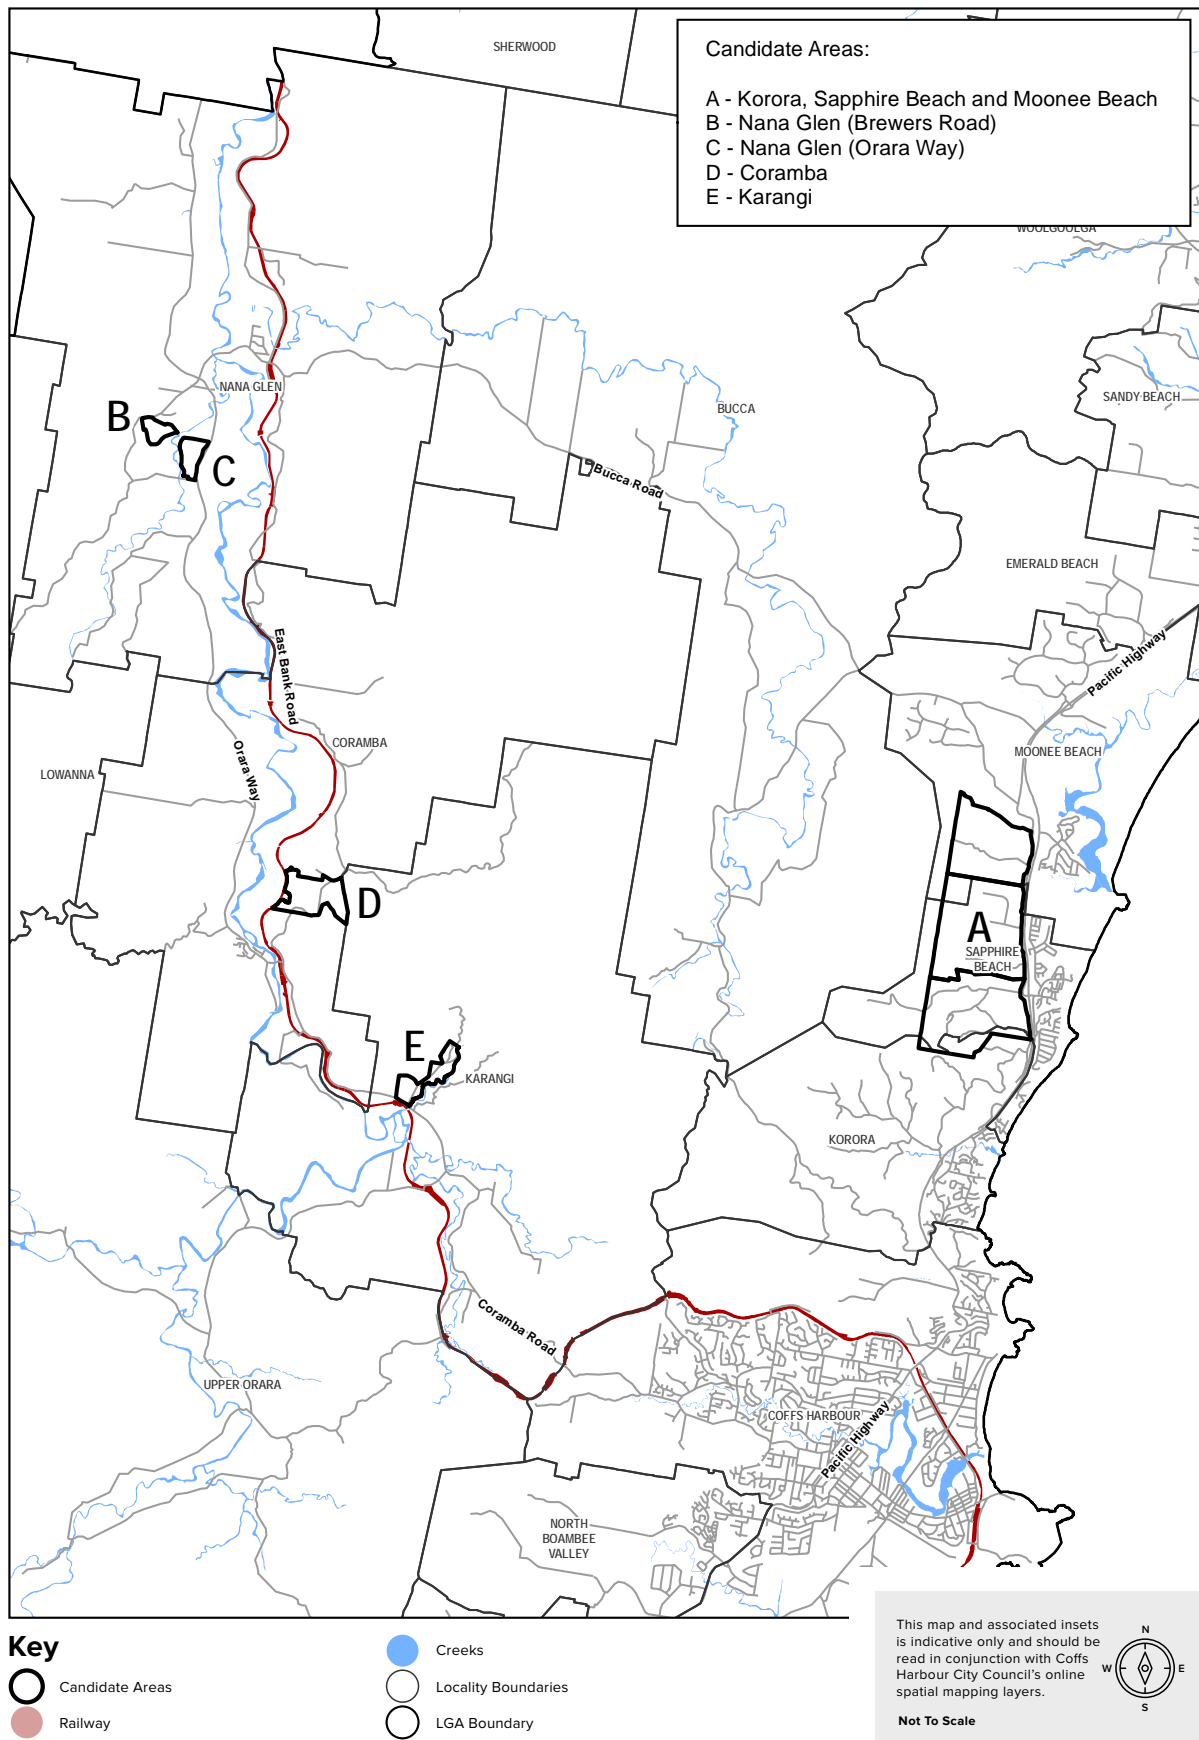 SHERWOOD
Candidate Areas:
A - Korora, Sapphire Beach and Moonee Beach
B - Nana Glen (Brewers Road)
C - Nana Glen (Orara Way)
D - Coramba
E - Karangi
WOOLGOOLGA
NANA GLEN
SANDY BEACH
BUCCA
B
C
Bucca Road
EMERALD BEACH
East Bank Road
Pacific Highway
CORAMBA
MOONEE BEACH
LOWANNA
Orara Way
D
A
SAPPHIRE
BEACH
E
KARANGI
KORORA
Coramba Road
UPPER ORARA
COFFS HARBOUR
Pacific Highway
NORTH
BOAMBEE
VALLEY
Key
Candidate Areas
Railway
Creeks
Locality Boundaries
LGA Boundary
This map and associated insets
is indicative only and should be
read in conjunction with Coffs
Harbour City Council's online
spatial mapping layers.
Not To Scale
N
W
E
S